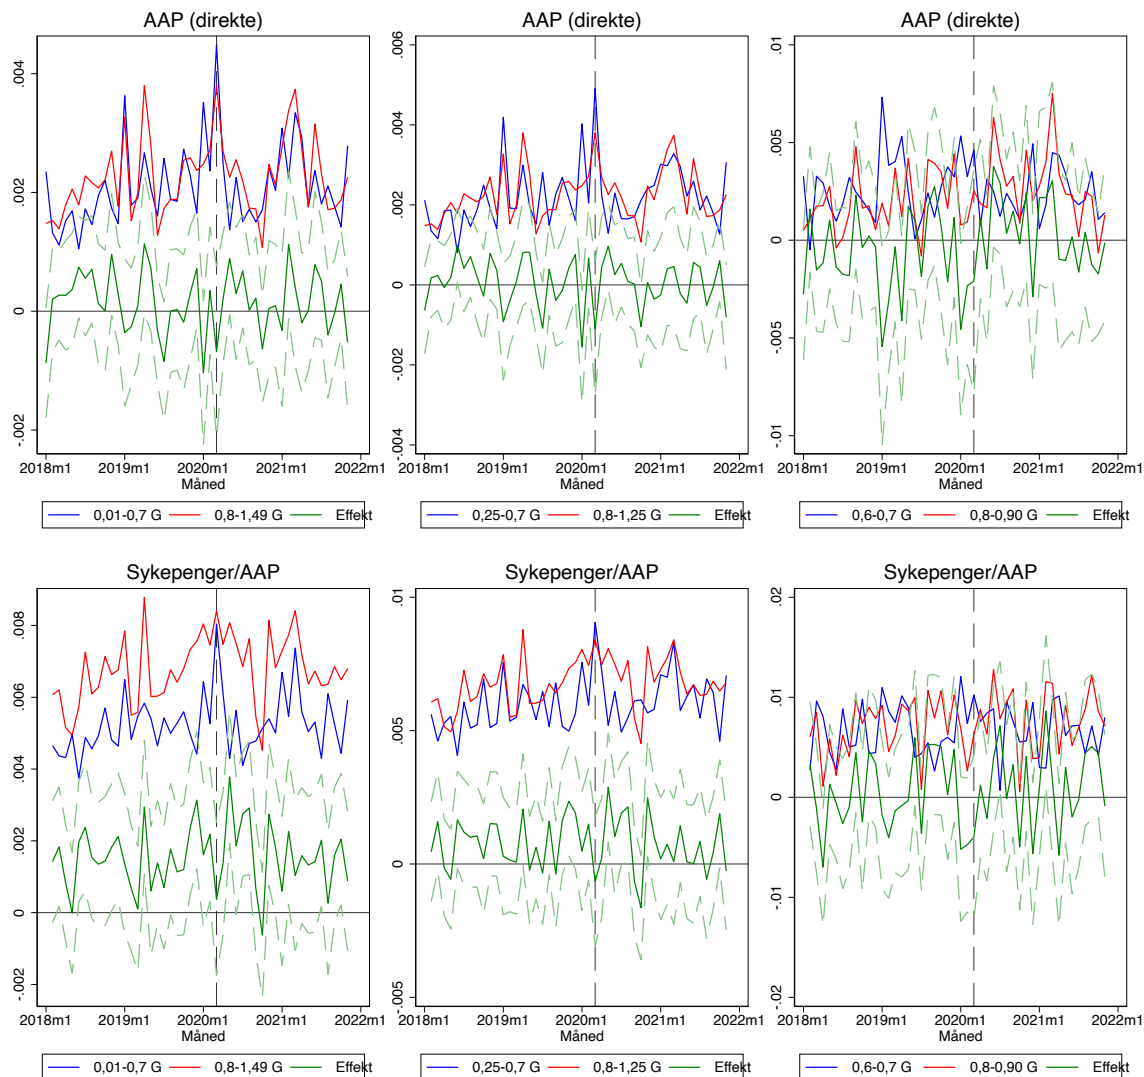 AAP (direkte)
.004
.002
0
-.002
2018m1 2019m1 2020m1 2021m1 2022m1
Måned
0,01-0,7 G 0,8-1,49 G Effekt
AAP (direkte)
.006
.004
.002
0
-.002
-.004
2018m1 2019m1 2020m1 2021m1 2022m1
Måned
0,25-0,7 G 0,8-1,25 G Effekt
AAP (direkte)
.01
.005
0
-.005
-.01
2018m1 2019m1 2020m1 2021m1 2022m1
Måned
0,6-0,7 G 0,8-0,90 G Effekt
Sykepenger/AAP
.008
.006
.004
.002
0
-.002
2018m1 2019m1 2020m1 2021m1 2022m1
Måned
0,01-0,7 G 0,8-1,49 G Effekt
Sykepenger/AAP
.01
.005
0
-.005
2018m1 2019m1 2020m1 2021m1 2022m1
Måned
0,25-0,7 G 0,8-1,25 G Effekt
Sykepenger/AAP
.02
.01
0
-.01
-.02
2018m1 2019m1 2020m1 2021m1 2022m1
Måned
0,6-0,7 G 0,8-0,90 G Effekt